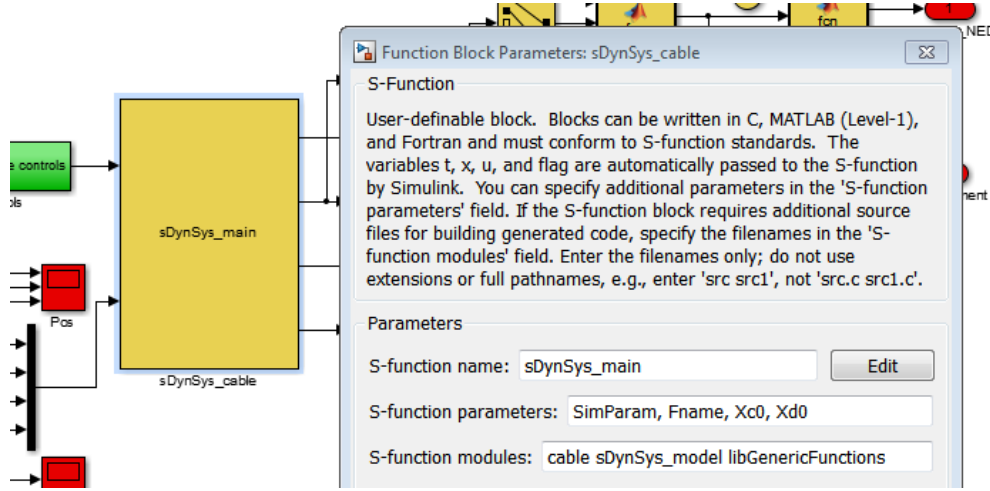 fcn
1
_NED
Function Block Parameters: sDynSys_cable
S-Function
User-definable block.  Blocks can be written in C, MATLAB (Level-1),
and Fortran and must conform to S-function standards.  The
variables t, x, u, and flag are automatically passed to the S-function
by Simulink.  You can specify additional parameters in the 'S-function
parameters' field. If the S-function block requires additional source
files for building generated code, specify the filenames in the 'S-
function modules' field. Enter the filenames only; do not use
extensions or full pathnames, e.g., enter 'src src1', not 'src.c src1.c'.
controls
sDynSys_main
Pos
sDynSys_cable
Parameters
S-function name: sDynSys_main Edit
S-function parameters: SimParam, Fname, Xc0, Xd0
S-function modules: cable sDynSys_model libGenericFunctions